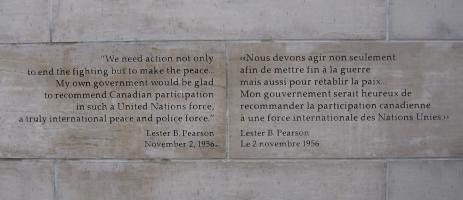 "We need action not only
to end the fighting but to make the peace...
My own government would be glad
to recommend Canadian participation
in such a United Nations force,
a truly international peace and police force."
Lester B. Pearson
November 2, 1956
«Nous devons agir non seulement
afin de mettre fin à la guerre
mais aussi pour rétablir la paix...
Mon gouvernement serait heureux de
recommander la participation canadienne
à une force internationale des Nations Unies.»
Lester B. Pearson
Le 2 novembre 1956